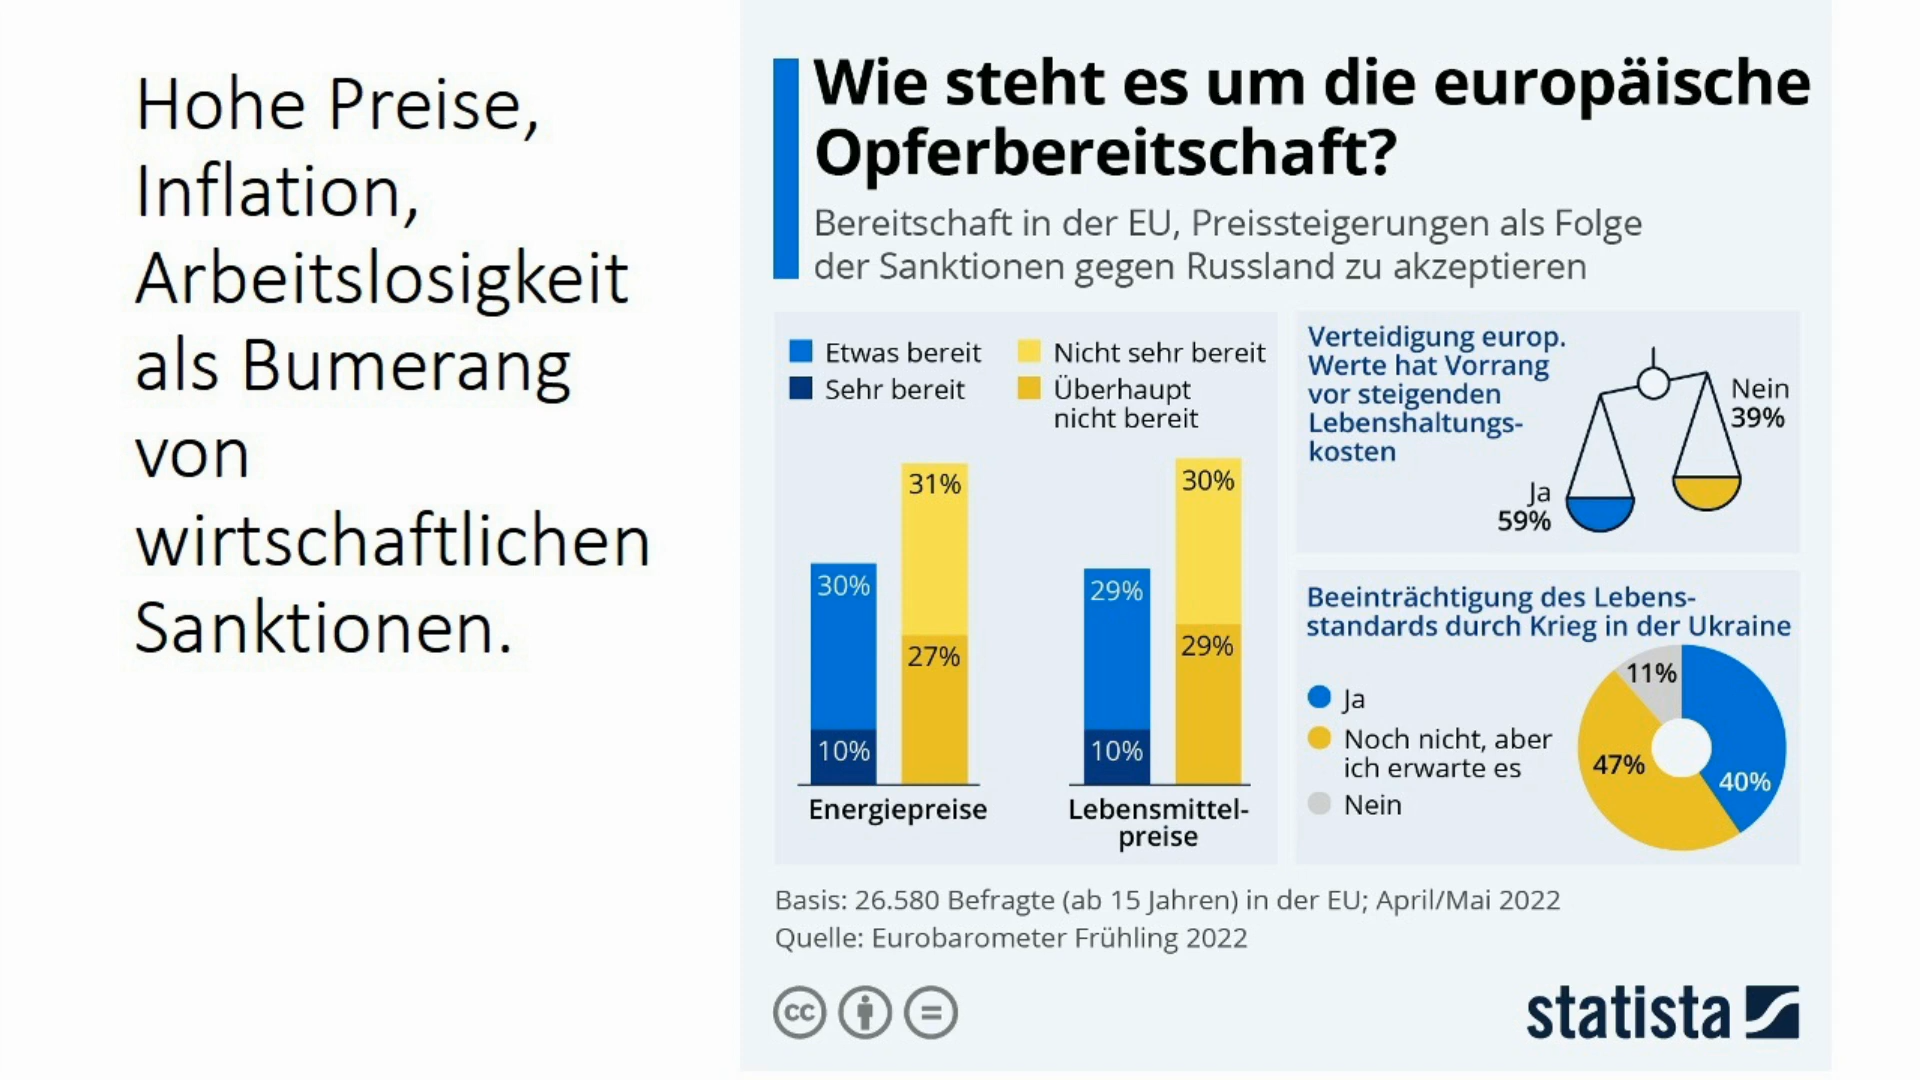 Hohe Preise,
Inflation,
Arbeitslosigkeit
als Bumerang
von
wirtschaftlichen
Sanktionen.
Wie steht es um die europäische
Opferbereitschaft?
Bereitschaft in der EU, Preissteigerungen als Folge
der Sanktionen gegen Russland zu akzeptieren
Etwas bereit
Sehr bereit
Nicht sehr bereit
Überhaupt
nicht bereit
30%
10%
31%
27%
Energiepreise
29%
10%
30%
29%
Lebensmittel-
preise
Verteidigung europ.
Werte hat Vorrang
vor steigenden
Lebenshaltungs-
kosten
Ja
59%
Nein
39%
Beeinträchtigung des Lebens-
standards durch Krieg in der Ukraine
Ja
Noch nicht, aber
ich erwarte es
Nein
11%
47%
40%
Basis: 26.580 Befragte (ab 15 Jahren) in der EU; April/Mai 2022
Quelle: Eurobarometer Frühling 2022
cc
statista